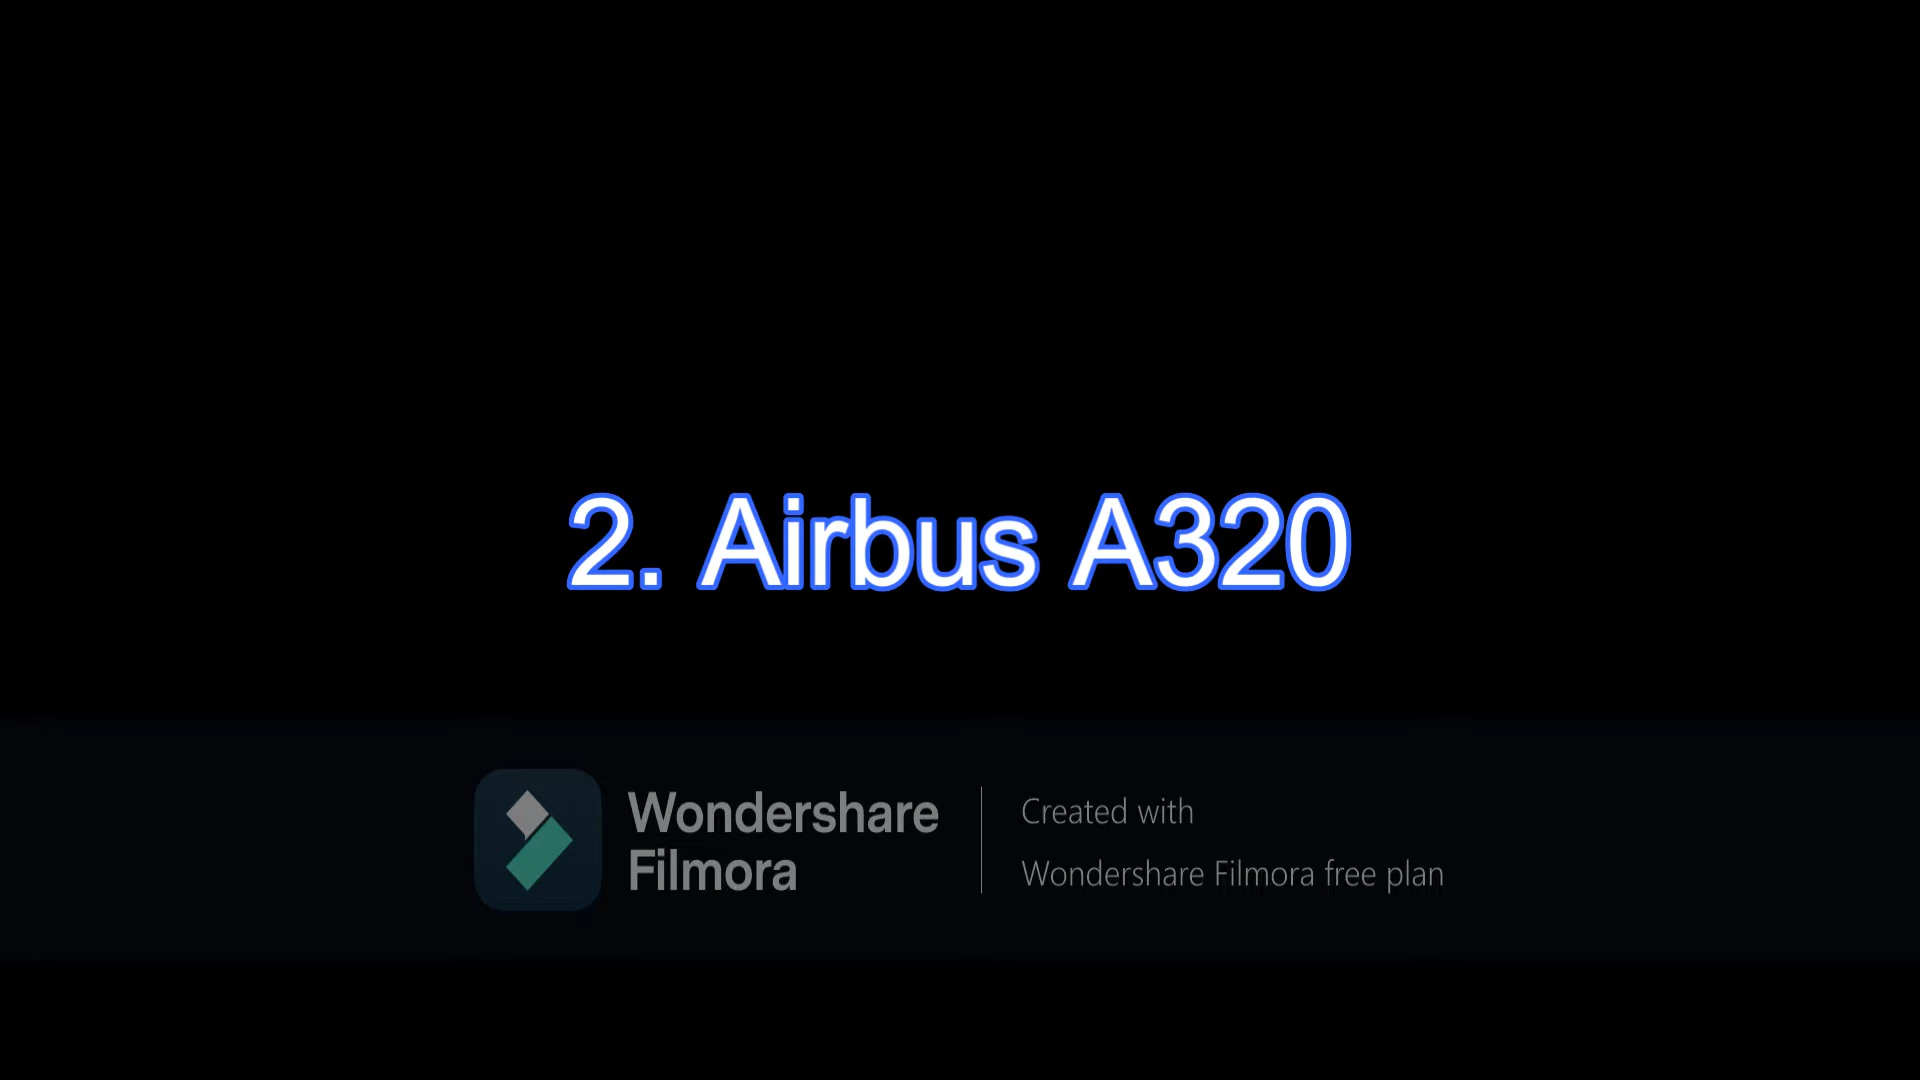 2. Airbus A320
Wondershare
Filmora
Created with
Wondershare Filmora free plan